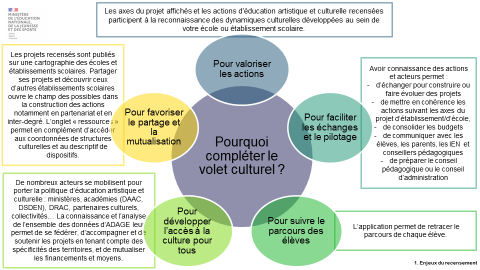 MINISTÈRE
DE L'ÉDUCATION
NATIONALE,
DE LA JEUNESSE
ET DES SPORTS
Les axes du projet affichés et les actions d'éducation artistique et culturelle recensées
participent à la reconnaissance des dynamiques culturelles développées au sein de
votre école ou établissement scolaire.
Pour valoriser
les actions
Les projets recensés sont publiés
sur une cartographie des écoles et
établissements scolaires. Partager
ses projets et découvrir ceux
d'autres établissements scolaires
ouvre le champ des possibles dans
la construction des actions
notamment en partenariat et en
inter-degré. L'onglet « ressources »
permet en complément d'accéder
aux coordonnées de structures
culturelles et au descriptif de
dispositifs.
Pour favoriser
le partage et
la
mutualisation
Pourquoi
compléter le
volet culturel ?
Pour faciliter
les échanges
et le pilotage
Avoir connaissance des actions
et acteurs permet :
- d'échanger pour construire ou
faire évoluer des projets
- de mettre en cohérence les
actions suivant les axes du
projet d'établissement/d'école,
- de consolider les budgets
- de communiquer avec les
élèves, les parents, les IEN et
conseillers pédagogiques
- de préparer le conseil
pédagogique ou le conseil
d'administration
De nombreux acteurs se mobilisent pour
porter la politique d'éducation artistique et
culturelle : ministères, académies (DAAC,
DSDEN), DRAC, partenaires culturels,
collectivités… La connaissance et l'analyse
de l'ensemble des données d'ADAGE leur
permet de se fédérer, d'accompagner et de
soutenir les projets en tenant compte des
spécificités des territoires, et de mutualiser
les financements et moyens.
Pour
développer
l'accès à la
culture pour
tous
Pour suivre le
parcours des
élèves
L'application permet de retracer le
parcours de chaque élève.
1. Enjeux du recensement